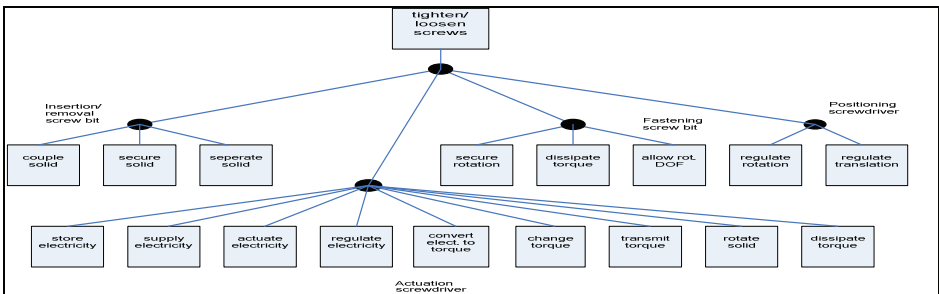 tighten/
loosen
screws
Insertion/
removal
screw bit
Fastening
screw bit
Positioning
screwdriver
couple
solid
secure
solid
seperate
solid
secure
rotation
dissipate
torque
allow rot.
DOF
regulate
rotation
regulate
translation
store
electricity
supply
electricity
actuate
electricity
regulate
electricity
convert
elect. to
torque
change
torque
transmit
torque
rotate
solid
dissipate
torque
Actuation
screwdriver